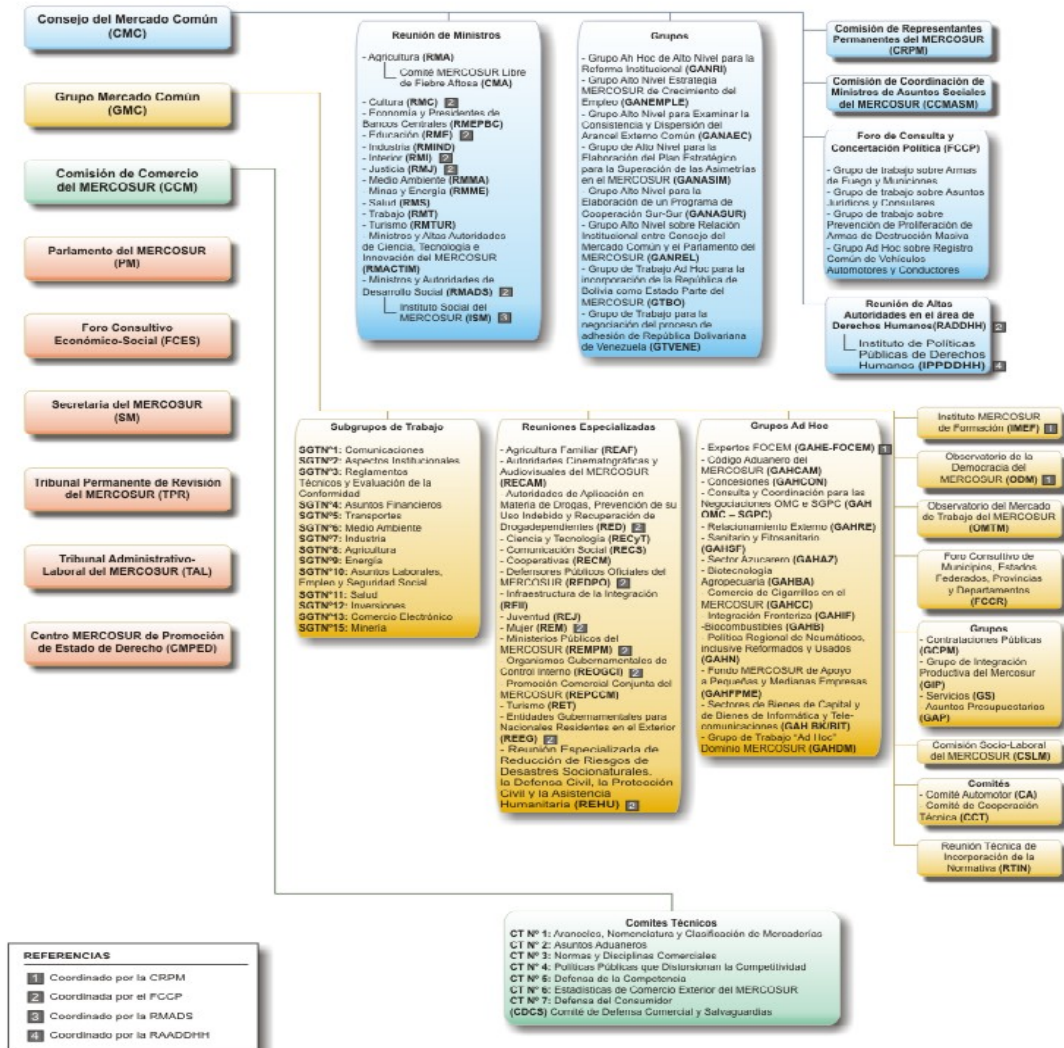 Consejo del Mercado Común
(CMC)
Grupo Mercado Común
(GMC)
Comisión de Comercio
del MERCOSUR (CCM)
Parlamento del MERCOSUR
(PM)
Foro Consultivo
Económico-Social (FCES)
Secretaria del MERCOSUR
(SM)
Tribunal Permanente de Revisión
del MERCOSUR (TPR)
Tribunal Administrativo-
Laboral del MERCOSUR (TAL)
Centro MERCOSUR de Promoción
de Estado de Derecho (CMPED)
Reunión de Ministros
- Agricultura (RMA)
Comité MERCOSUR Libre
de Fiebre Aftosa (CMA)
- Cultura (RMC) 2
- Economía y Presidentes de
Bancos Centrales (RMEPBC)
- Educación (RME) 2
- Industria (RMIND)
- Interior (RMI) 2
- Justicia (RMJ) 2
- Medio Ambiente (RMMA)
Minas y Energía (RMME)
- Salud (RMS)
- Trabajo (RMT)
- Turismo (RMTUR)
Ministros y Altas Autoridades
de Ciencia, Tecnología e
Innovación del MERCOSUR
(RMACTIM)
- Ministros y Autoridades de
Desarrollo Social (RMADS) 2
Instituto Social del
MERCOSUR (ISM) 3
Grupos
- Grupo Ah Hoc de Alto Nivel para la
Reforma Institucional (GANRI)
- Grupo Alto Nivel Estrategia
MERCOSUR de Crecimiento del
Empleo (GANEMPLE)
- Grupo Alto Nivel para Examinar la
Consistencia y Dispersión del
Arancel Externo Común (GANAEC)
- Grupo de Alto Nivel para la
Elaboración del Plan Estratégico
para la Superación de las Asimetrías
en el MERCOSUR (GANASIM)
Grupo Alto Nivel para la
Elaboración de un Programa de
Cooperación Sur-Sur (GANASUR)
- Grupo Alto Nivel sobre Relación
Institucional entre Consejo del
Mercado Común y el Parlamento del
MERCOSUR (GANREL)
- Grupo de Trabajo Ad Hoc para la
incorporación de la República de
Bolivia como Estado Parte del
MERCOSUR (GTBO)
- Grupo de Trabajo para la
negociación del proceso de
adhesión de República Bolivariana
de Venezuela (GTVENE)
Comisión de Representantes
Permanentes del MERCOSUR
(CRPM)
Comisión de Coordinación de
Ministros de Asuntos Sociales
del MERCOSUR (CCMASM)
Foro de Consulta y
Concertación Política (FCCP)
- Grupo de trabajo sobre Armas
de Fuego y Municiones
- Grupo de trabajo sobre Asuntos
Jurídicos y Consulares
- Grupo de trabajo sobre
Prevención de Proliferación de
Armas de Destrucción Masiva
- Grupo Ad Hoc sobre Registro
Común de Vehículos
Automotores y Conductores
Reunión de Altas
Autoridades en el área de
Derechos Humanos(RADDHH) 2
Instituto de Políticas
Públicas de Derechos
Humanos (IPPDDHH) 4
Subgrupos de Trabajo
SGTNº1: Comunicaciones
SGTNº2: Aspectos Institucionales
SGTNº3: Reglamentos
Técnicos y Evaluación de la
Conformidad
SGTNº4: Asuntos Financieros
SGTNº5: Transportes
SGTNº6: Medio Ambiente
SGTNº7: Industria
SGTNº8: Agricultura
SGTNº9: Energía
SGTNº10: Asuntos Laborales,
Empleo y Seguridad Social
SGTNº11: Salud
SGTNº12: Inversiones
SGTNº13: Comercio Electrónico
SGTNº15: Minería
Reuniones Especializadas
- Agricultura Familiar (REAF)
- Autoridades Cinematográficas y
Audiovisuales del MERCOSUR
(RECAM)
- Autoridades de Aplicación en
Materia de Drogas, Prevención de su
Uso Indebido y Recuperación de
Drogadependientes (RED) 2
- Ciencia y Tecnología (RECyT)
- Comunicación Social (RECS)
- Cooperativas (RECM)
- Defensores Públicos Oficiales del
MERCOSUR (REDPO) 2
- Infraestructura de la Integración
(REII)
- Juventud (REJ)
- Mujer (REM) 2
- Ministerios Públicos del
MERCOSUR (REMPM) 2
- Organismos Gubernamentales de
Control Interno (REOGCI) 2
Promoción Comercial Conjunta del
MERCOSUR (REPCCM)
- Turismo (RET)
- Entidades Gubernamentales para
Nacionales Residentes en el Exterior
(REEG) 2
- Reunión Especializada de
Reducción de Riesgos de
Desastres Socionaturales,
la Defensa Civil, la Protección
Civil y la Asistencia
Humanitaria (REHU) 2
Grupos Ad Hoc
- Expertos FOCEM (GAHE-FOCEM) 1
- Código Aduanero del
MERCOSUR (GAHCAM)
- Concesiones (GAHCON)
- Consulta y Coordinación para las
Negociaciones OMC e SGPC (GAH
OMC – SGPC)
- Relacionamiento Externo (GAHRE)
- Sanitario y Fitosanitario
(GAHSF)
- Sector Azucarero (GAHAZ)
- Biotecnología
Agropecuaria (GAHBA)
- Comercio de Cigarrillos en el
MERCOSUR (GAHCC)
- Integración Fronteriza (GAHIF)
-Biocombustibles (GAHB)
Política Regional de Neumáticos,
inclusive Reformados y Usados
(GAHN)
- Fondo MERCOSUR de Apoyo
a Pequeñas y Medianas Empresas
(GAHFPME)
- Sectores de Bienes de Capital y
de Bienes de Informática y Tele-
comunicaciones (GAH BK/BIT)
- Grupo de Trabajo "Ad Hoc"
Dominio MERCOSUR (GAHDM)
Instituto MERCOSUR
de Formación (IMEF) 1
Observatorio de la
Democracia del
MERCOSUR (ODM) 1
Observatorio del Mercado
de Trabajo del MERCOSUR
(OMTM)
Foro Consultivo de
Municipios, Estados
Federados, Provincias
y Departamentos
(FCCR)
Grupos
- Contrataciones Públicas
(GCPM)
- Grupo de Integración
Productiva del Mercosur
(GIP)
- Servicios (GS)
- Asuntos Presupuestarios
(GAP)
Comisión Socio-Laboral
del MERCOSUR (CSLM)
Comités
- Comité Automotor (CA)
- Comité de Cooperación
Técnica (CCT)
Reunión Técnica de
Incorporación de la
Normativa (RTIN)
Comites Técnicos
CT Nº 1: Aranceles, Nomenclatura y Clasificación de Mercaderías
CT Nº 2: Asuntos Aduaneros
CT Nº 3: Normas y Disciplinas Comerciales
CT Nº 4: Políticas Públicas que Distorsionan la Competitividad
CT Nº 5: Defensa de la Competencia
CT Nº 6: Estadísticas de Comercio Exterior del MERCOSUR
CT Nº 7: Defensa del Consumidor
(CDCS) Comité de Defensa Comercial y Salvaguardias
REFERENCIAS
1 Coordinado por la CRPM
2 Coordinada por el FCCP
3 Coordinado por la RMADS
4 Coordinado por la RAADDHH